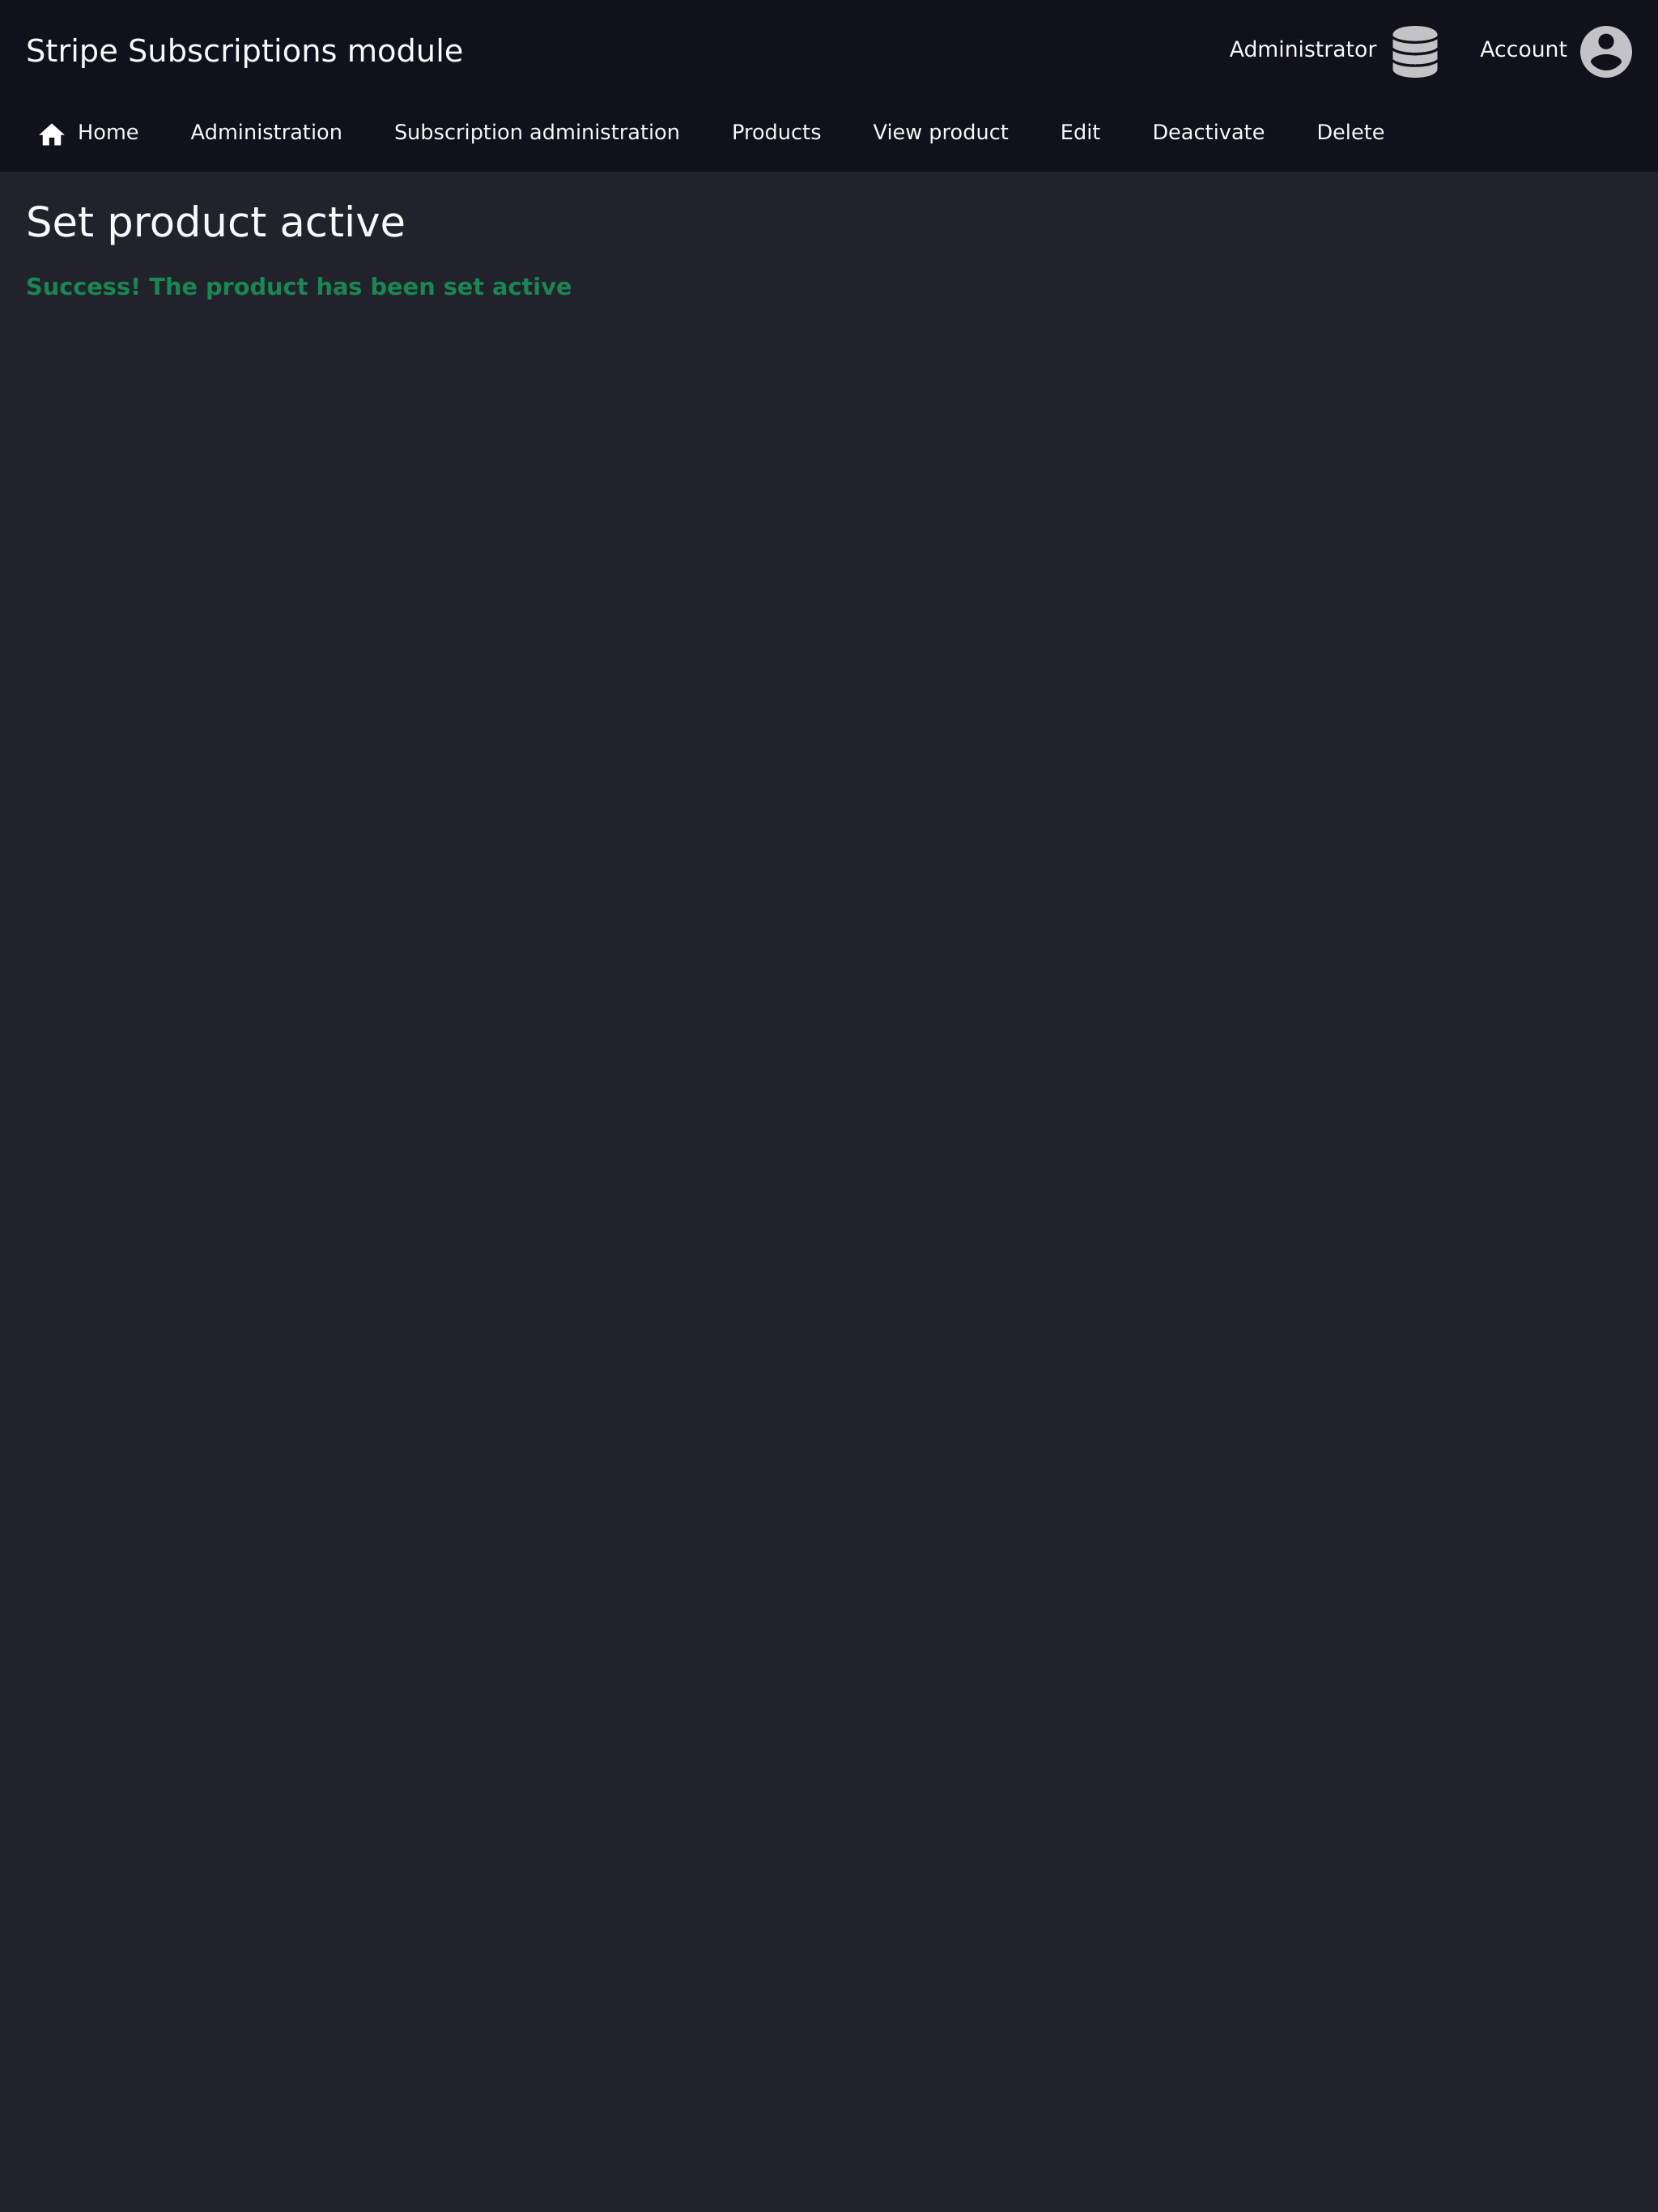 Stripe Subscriptions module
Administrator
Account
Home Administration Subscription administration Products View product Edit Deactivate Delete
Set product active
Success! The product has been set active